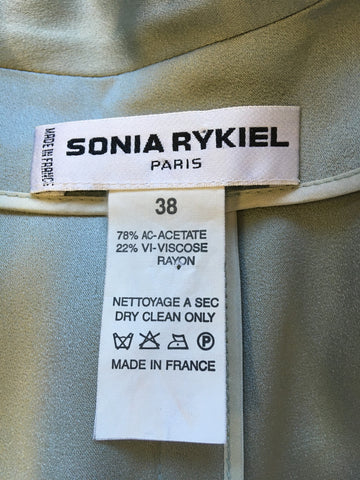 MADE IN FRANCE
SONIA RYKIEL
PARIS
38
78% AC-ACETATE
22% VI-VISCOSE
RAYON
NETTOYAGE A SEC
DRY CLEAN ONLY
P
MADE IN FRANCE